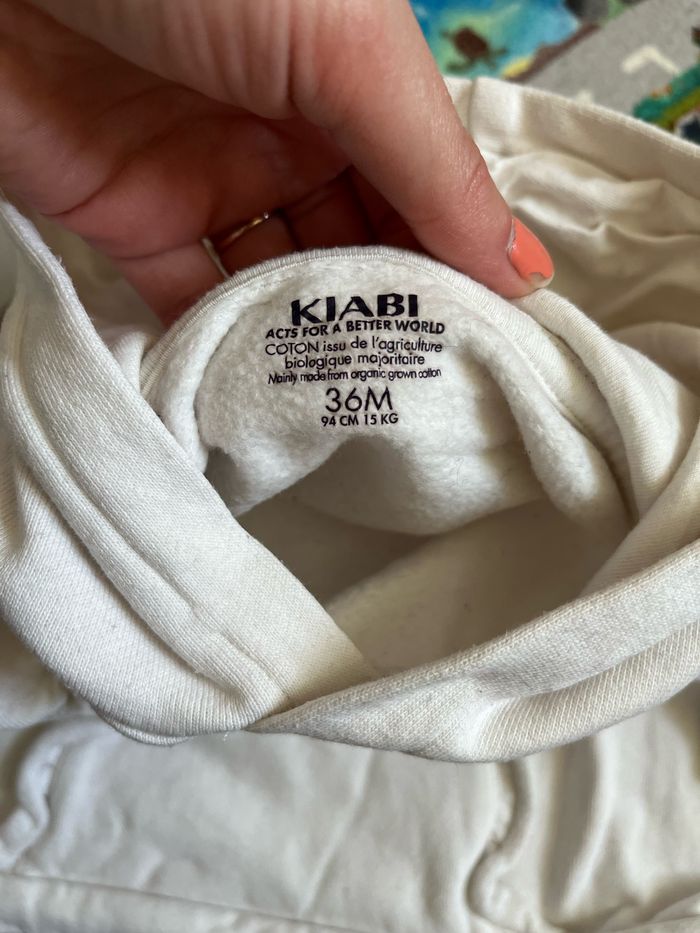 KIABI
ACTS FOR A BETTER WORLD
COTON issu de l'agriculture
biologique majoritaire
Mainly made from organic grown cotton
36M
94 CM 15 KG